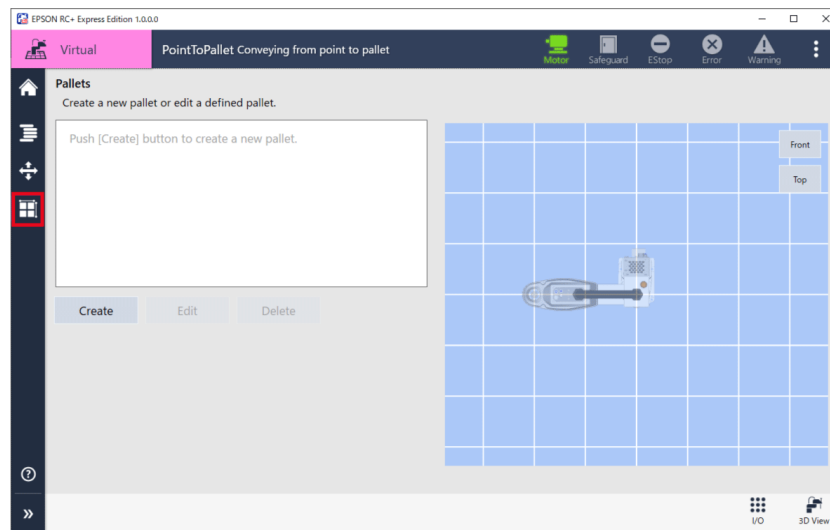 EPSON RC+ Express Edition 1.0.0.0
Virtual
PointToPallet Conveying from point to pallet
Motor
Safeguard
EStop
Error
Warning
Pallets
Create a new pallet or edit a defined pallet.
Push [Create] button to create a new pallet.
Front
Top
Create
Edit
Delete
I/O
3D View